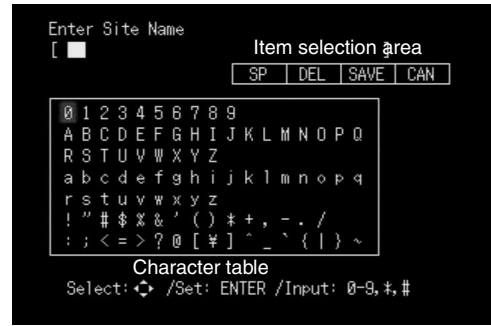 Enter Site Name
[
Item selection area
]
SP DEL SAVE CAN
0 1 2 3 4 5 6 7 8 9
A B C D E F G H I J K L M N O P Q
R S T U V W X Y Z
a b c d e f g h i j k l m n o p q
r s t u v w x y z
! ” # $ % & ’ ( ) * + , - . /
: ; < = > ? @ [ ¥ ] ^ _ ` { | } ~
Character table
Select: /Set: ENTER /Input: 0-9,*,#